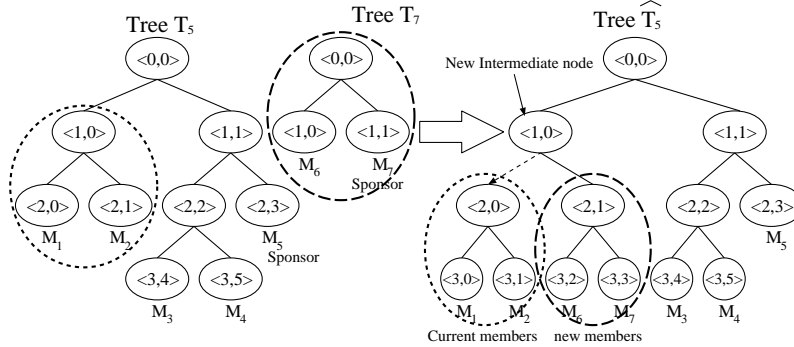 Tree T5
Tree T7
Tree T5^
<0,0>
<0,0>
<0,0>
New Intermediate node
<1,0>
<1,1>
<1,0>
<1,1>
<1,0>
<1,1>
M6
M7
Sponsor
<2,0>
<2,1>
<2,2>
<2,3>
<2,0>
<2,1>
<2,2>
<2,3>
M1
M2
M5
Sponsor
M5
<3,4>
<3,5>
<3,0>
<3,1>
<3,2>
<3,3>
<3,4>
<3,5>
M3
M4
M1
M2
M6
M7
M3
M4
Current members
new members